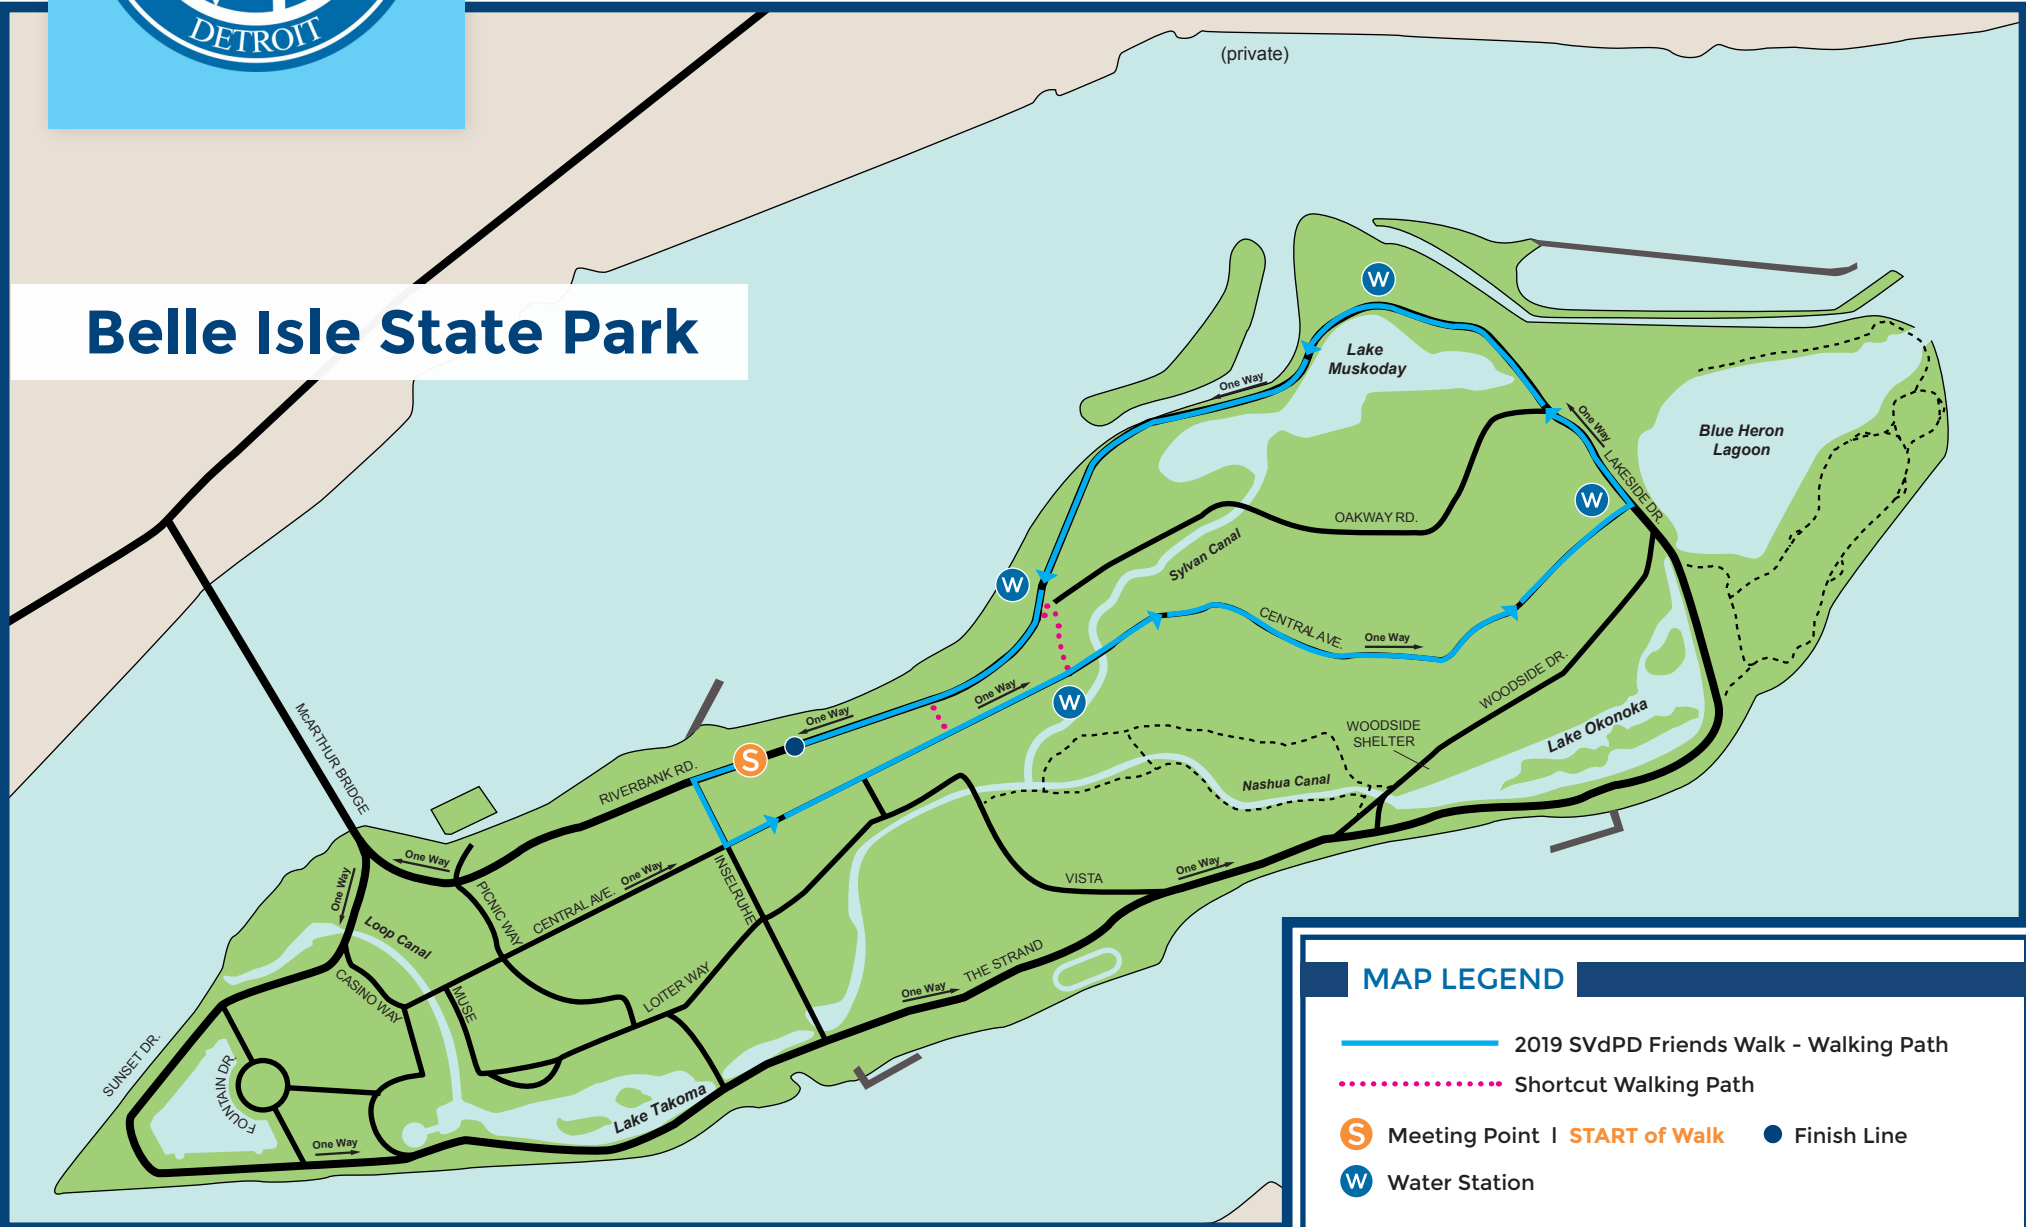 DETROIT
(private)
Belle Isle State Park
W
Lake
Muskoday
One Way
One Way
Blue Heron
Lagoon
LAKESIDE DR.
W
OAKWAY RD.
Sylvan Canal
W
CENTRAL AVE.
One Way
One Way
W
WOODSIDE DR.
WOODSIDE
SHELTER
Lake Okonoka
One Way
S
McARTHUR BRIDGE
RIVERBANK RD.
Nashua Canal
One Way
One Way
PICNIC WAY
CENTRAL AVE.
One Way
INSELRUHE
VISTA
One Way
Loop Canal
CASINO WAY
MUSE
LOITER WAY
THE STRAND
One Way
SUNSET DR.
FOUNTAIN DR.
Lake Takoma
One Way
MAP LEGEND
2019 SVdPD Friends Walk - Walking Path
Shortcut Walking Path
S Meeting Point | START of Walk Finish Line
W Water Station